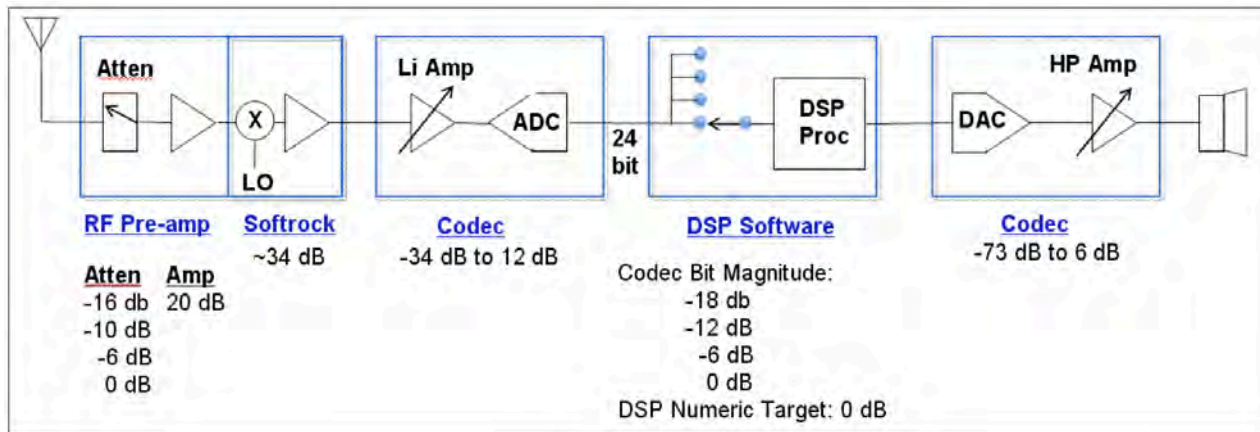 Atten
X
LO
Li Amp
ADC
24
bit
DSP
Proc
DAC
HP Amp
RF Pre-amp
Softrock
~34 dB
Codec
-34 dB to 12 dB
DSP Software
Codec
-73 dB to 6 dB
Atten Amp
-16 db 20 dB
-10 dB
-6 dB
0 dB
Codec Bit Magnitude:
-18 db
-12 dB
-6 dB
0 dB
DSP Numeric Target: 0 dB